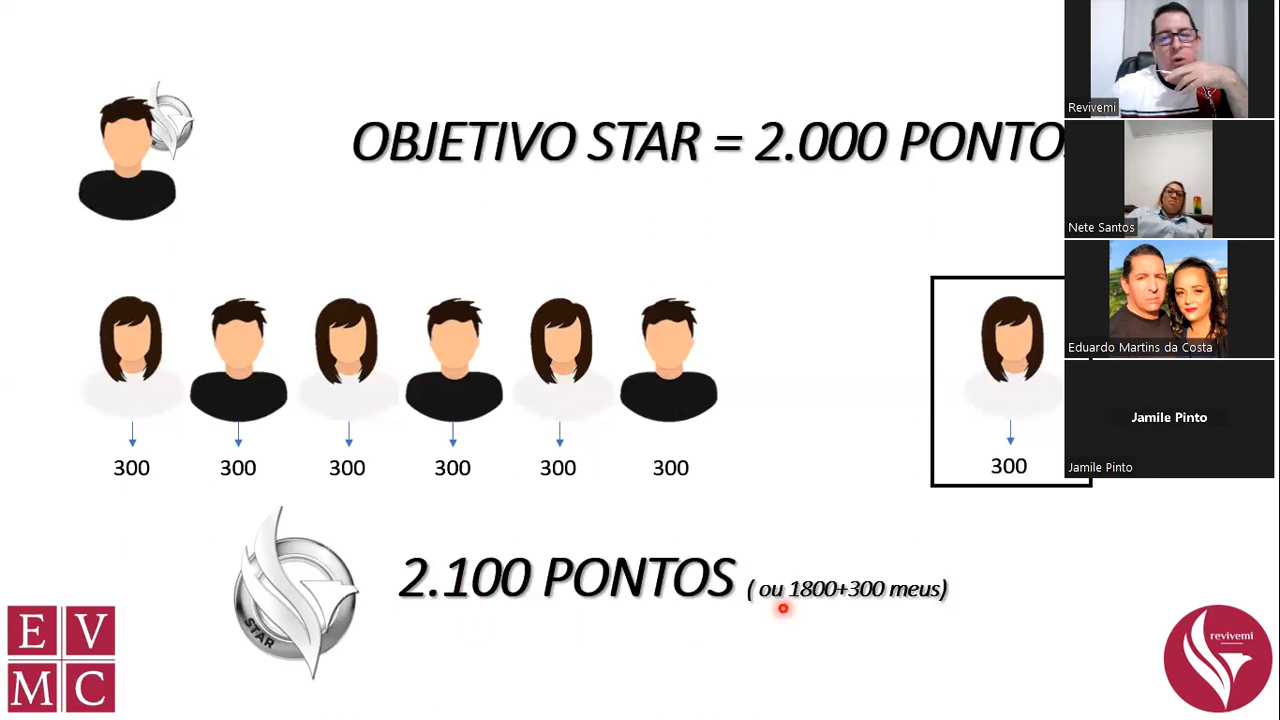 OBJETIVO STAR = 2.000 PONTO
300
300
300
300
300
300
300
2.100 PONTOS ( ou 1800+300 meus)
STAR
E V
M C
revivemi
Revivemi
Nete Santos
Eduardo Martins da Costa
Jamile Pinto
Jamile Pinto